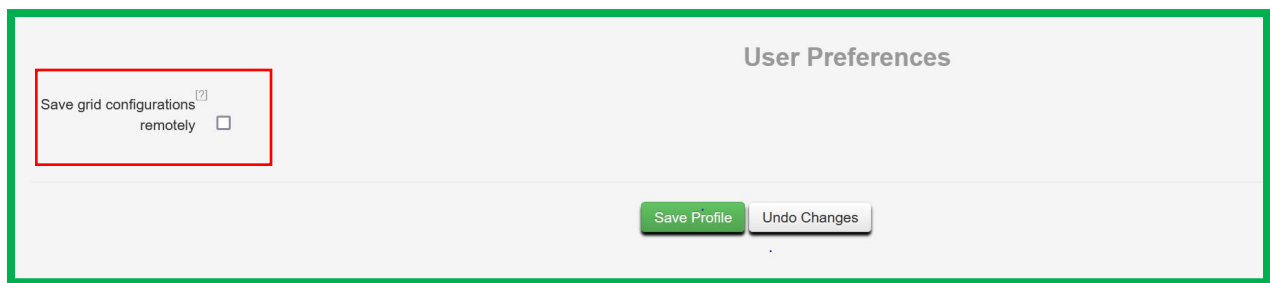 User Preferences
Save grid configurations[?]
remotely
Save Profile Undo Changes